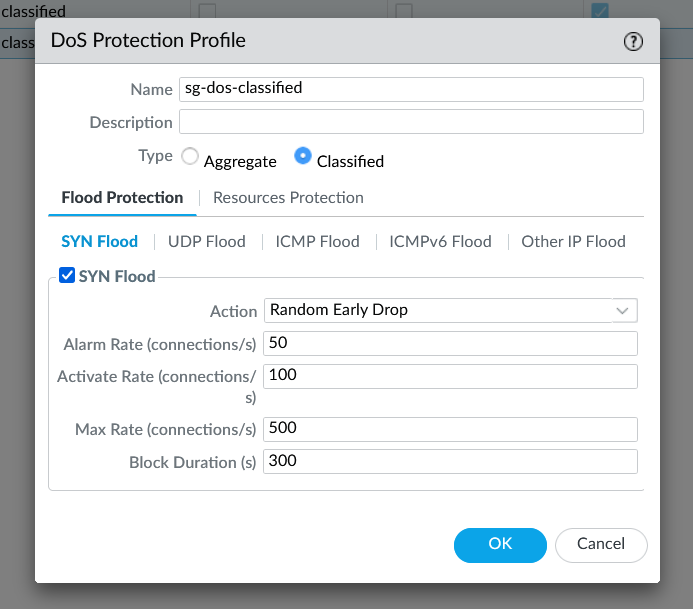 classified
class
DoS Protection Profile
?
Name sg-dos-classified
Description
Type Aggregate Classified
Flood Protection Resources Protection
SYN Flood UDP Flood ICMP Flood ICMPv6 Flood Other IP Flood
SYN Flood
Action Random Early Drop
Alarm Rate (connections/s) 50
Activate Rate (connections/ 100
s)
Max Rate (connections/s) 500
Block Duration (s) 300
OK Cancel